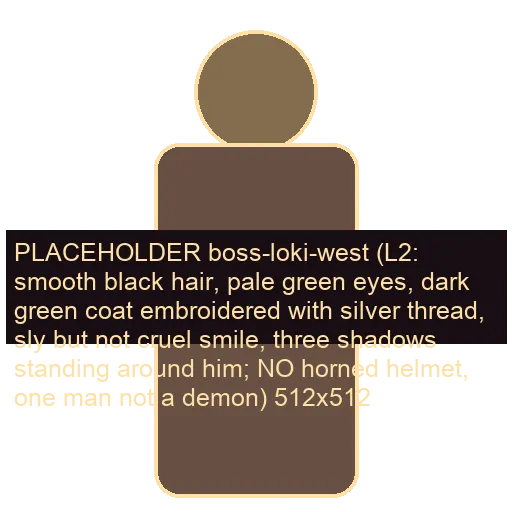 PLACEHOLDER boss-loki-west (L2:
smooth black hair, pale green eyes, dark
green coat embroidered with silver thread,
sly but not cruel smile, three shadows
standing around him; NO horned helmet,
one man not a demon) 512x512